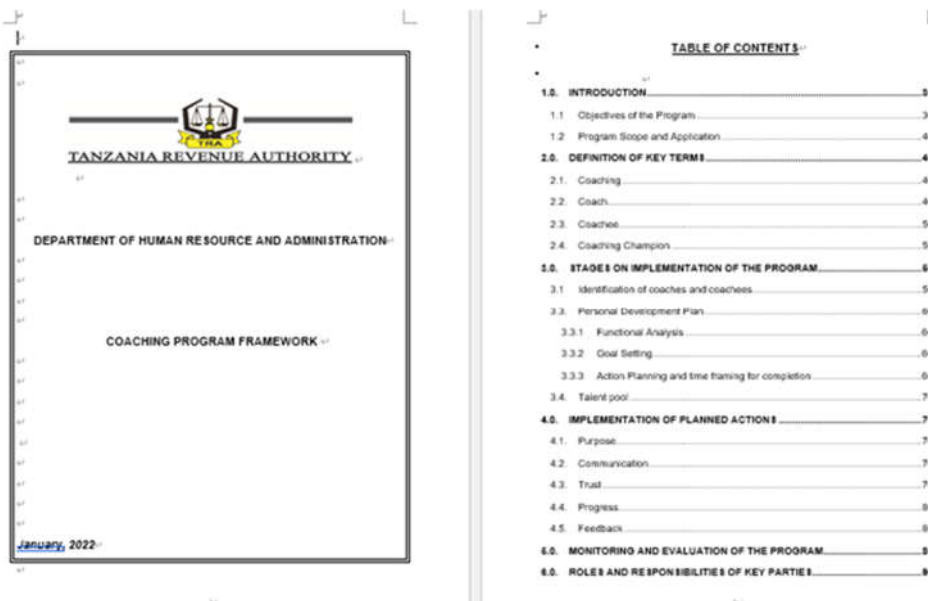 TRA
TANZANIA REVENUE AUTHORITY
DEPARTMENT OF HUMAN RESOURCE AND ADMINISTRATION
COACHING PROGRAM FRAMEWORK
January, 2022
TABLE OF CONTENTS
1.0. INTRODUCTION
1.1 Objectives of the Program 3
1.2 Program Scope and Application 4
2.0. DEFINITION OF KEY TERMS 4
2.1. Coaching 4
2.2. Coach 4
2.3. Coachee 5
2.4. Coaching Champion 5
3.0. STAGES ON IMPLEMENTATION OF THE PROGRAM
3.1 Identification of coaches and coachees 5
3.3. Personal Development Plan 6
3.3.1 Functional Analysis 6
3.3.2 Goal Setting 6
3.3.3 Action Planning and time framing for completion 6
3.4. Talent pool 7
4.0. IMPLEMENTATION OF PLANNED ACTIONS 7
4.1. Purpose 7
4.2. Communication 7
4.3. Trust 7
4.4. Progress 8
4.5. Feedback 8
5.0. MONITORING AND EVALUATION OF THE PROGRAM 8
6.0. ROLES AND RESPONSIBILITIES OF KEY PARTIES 9